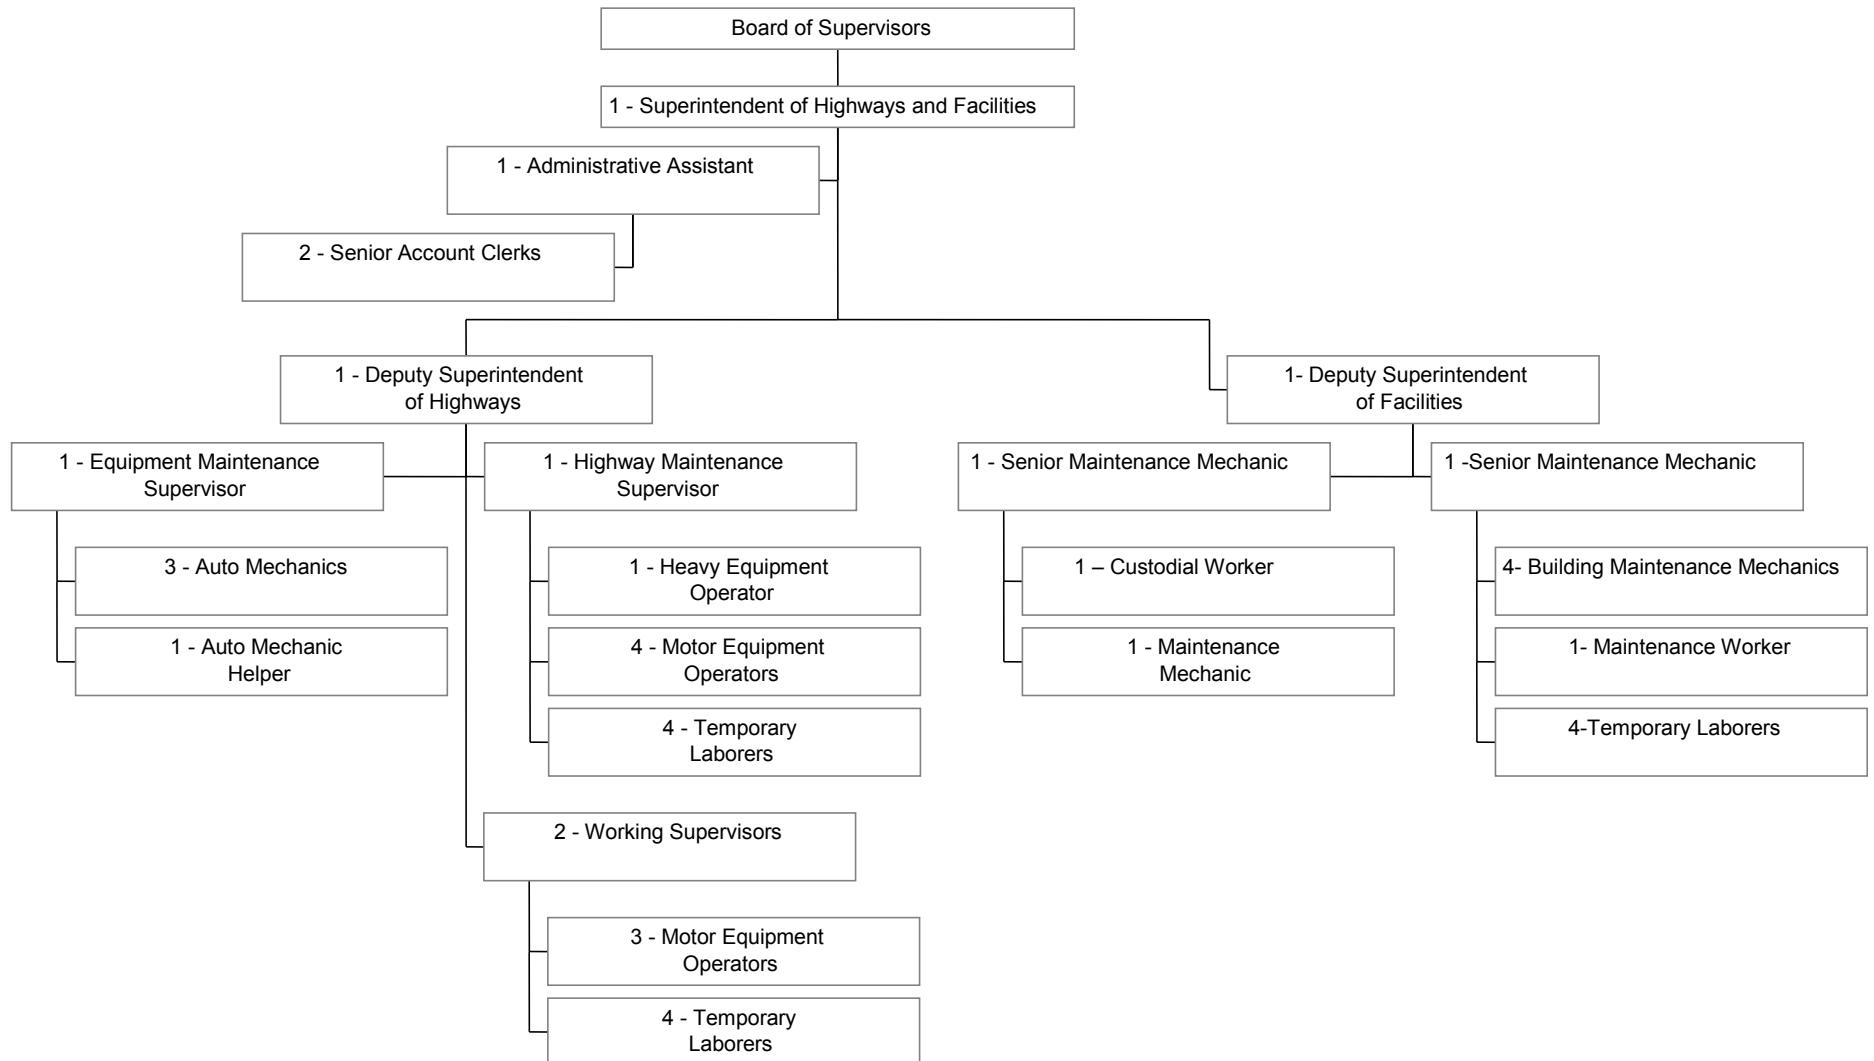 Board of Supervisors
1 - Superintendent of Highways and Facilities
1 - Administrative Assistant
2 - Senior Account Clerks
1 - Deputy Superintendent
of Highways
1- Deputy Superintendent
of Facilities
1 - Equipment Maintenance
Supervisor
1 - Highway Maintenance
Supervisor
1 - Senior Maintenance Mechanic
1 -Senior Maintenance Mechanic
3 - Auto Mechanics
1 - Auto Mechanic
Helper
1 - Heavy Equipment
Operator
4 - Motor Equipment
Operators
4 - Temporary
Laborers
1 – Custodial Worker
1 - Maintenance
Mechanic
4- Building Maintenance Mechanics
1- Maintenance Worker
4-Temporary Laborers
2 - Working Supervisors
3 - Motor Equipment
Operators
4 - Temporary
Laborers